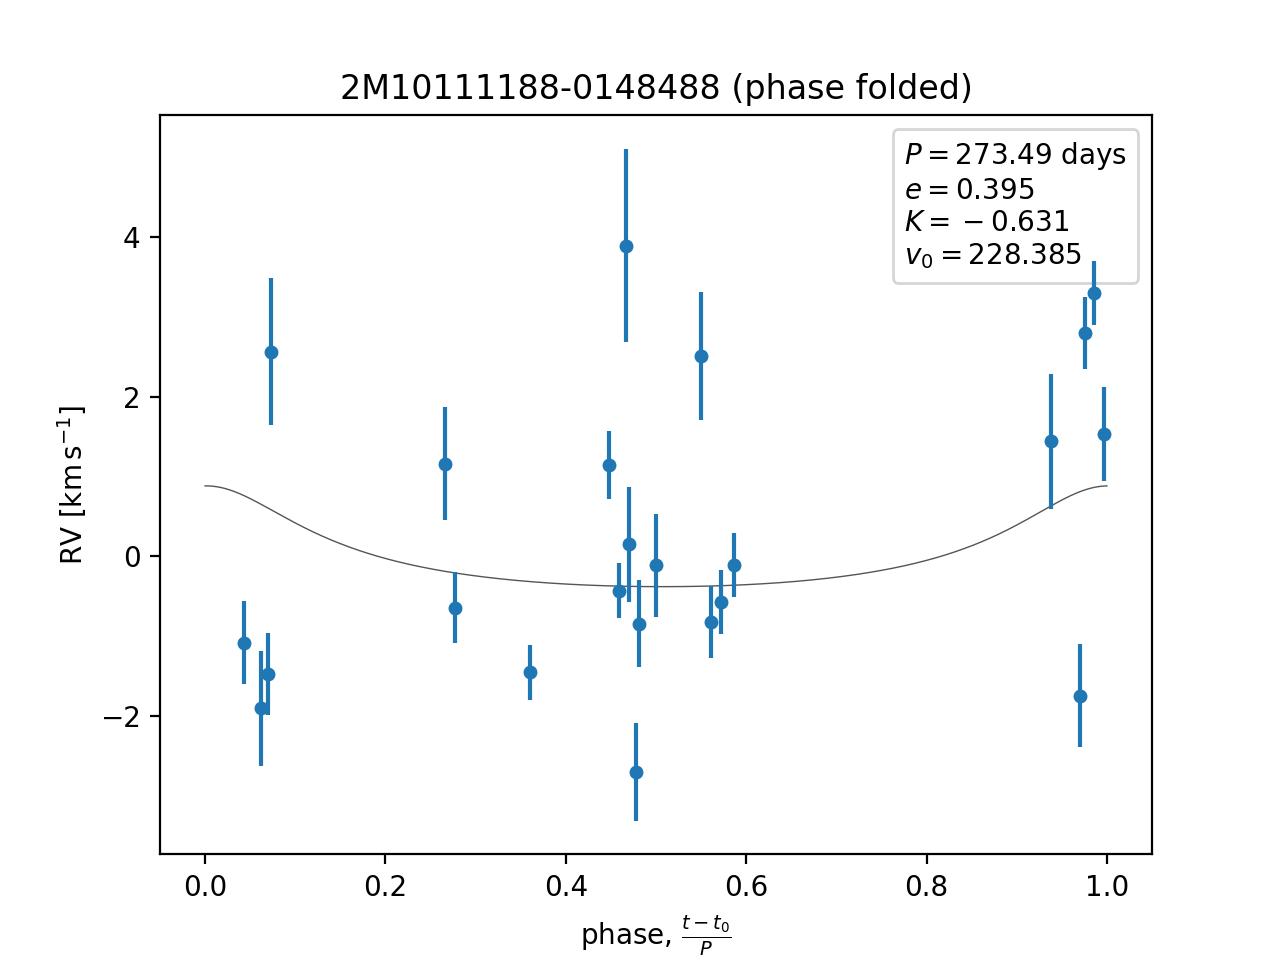 2M10111188-0148488 (phase folded)
P = 273.49 days
e = 0.395
K = −0.631
v₀ = 228.385
4
2
0
−2
RV [km s⁻¹]
0.0 0.2 0.4 0.6 0.8 1.0
phase, (t − t₀)/P